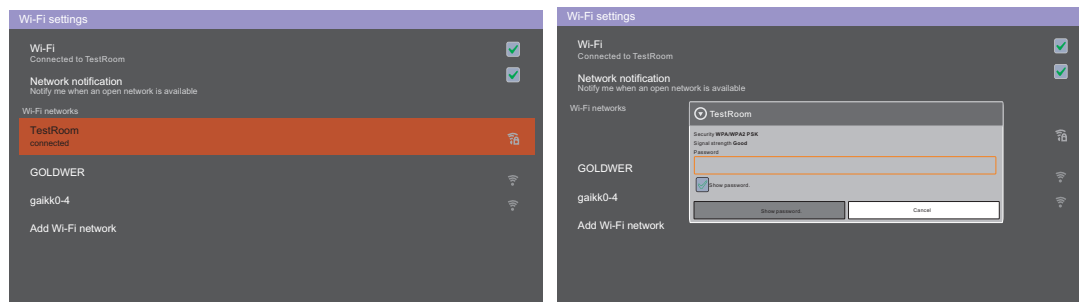 Wi-Fi settings
Wi-Fi
Connected to TestRoom
Network notification
Notify me when an open network is available
Wi-Fi networks
TestRoom
connected
GOLDWER
gaikk0-4
Add Wi-Fi network
Wi-Fi settings
Wi-Fi
Connected to TestRoom
Network notification
Notify me when an open network is available
Wi-Fi networks
TestRoom
Security WPA/WPA2 PSK
Signal strength Good
Password
Show password.
Show password
Cancel
GOLDWER
gaikk0-4
Add Wi-Fi network